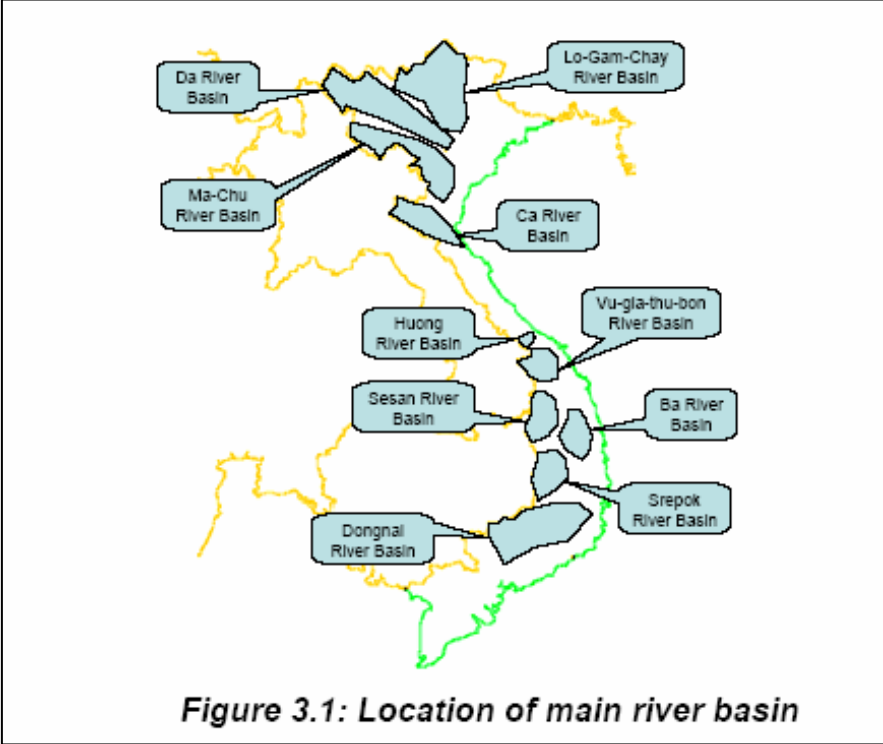 Lo-Gam-Chay
River Basin
Da River
Basin
Ma-Chu
River Basin
Ca River
Basin
Vu-gia-thu-bon
River Basin
Huong
River Basin
Sesan River
Basin
Ba River
Basin
Srepok
River Basin
Dongnai
River Basin
Figure 3.1: Location of main river basin